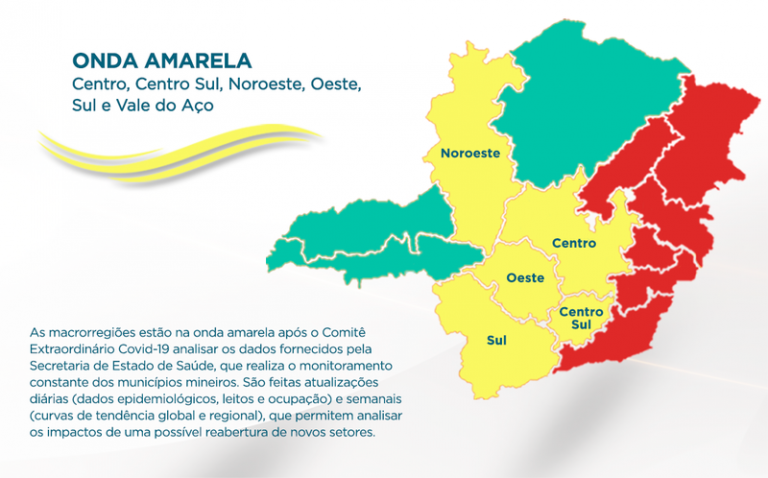 ONDA AMARELA
Centro, Centro Sul, Noroeste, Oeste,
Sul e Vale do Aço
Noroeste
Centro
Oeste
Centro
Sul
Sul
As macrorregiões estão na onda amarela após o Comitê
Extraordinário Covid-19 analisar os dados fornecidos pela
Secretaria de Estado de Saúde, que realiza o monitoramento
constante dos municípios mineiros. São feitas atualizações
diárias (dados epidemiológicos, leitos e ocupação) e semanais
(curvas de tendência global e regional), que permitem analisar
os impactos de uma possível reabertura de novos setores.